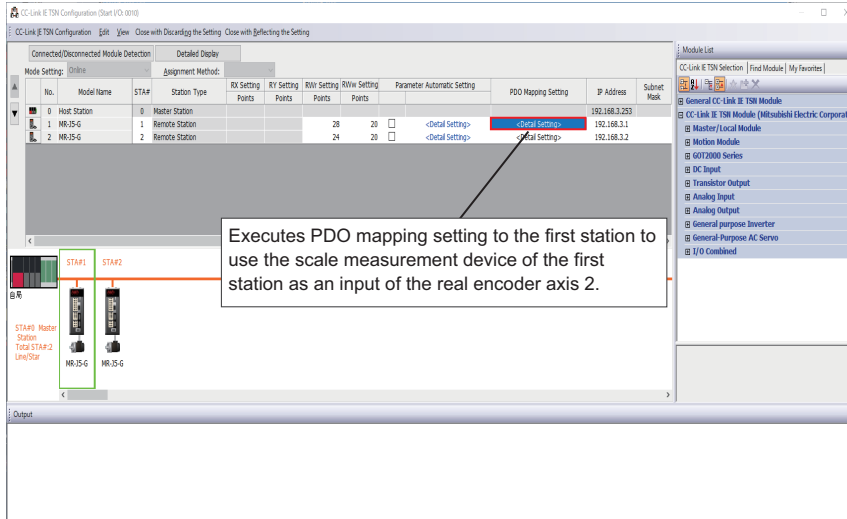 CC-Link IE TSN Configuration (Start I/O: 0010)
CC-Link IE TSN Configuration Edit View Close with Discarding the Setting Close with Reflecting the Setting
Connected/Disconnected Module Detection Detailed Display
Mode Setting: Online Assignment Method:
No. Model Name STA# Station Type RX Setting RY Setting RWr Setting RWw Setting Parameter Automatic Setting PDO Mapping Setting IP Address Subnet Mask
Points Points Points Points
0 Host Station 0 Master Station 192.168.3.253
1 MR-J5-G 1 Remote Station 28 20 <Detail Setting> <Detail Setting> 192.168.3.1
2 MR-J5-G 2 Remote Station 24 20 <Detail Setting> <Detail Setting> 192.168.3.2
Executes PDO mapping setting to the first station to
use the scale measurement device of the first
station as an input of the real encoder axis 2.
STA#1 STA#2
自局
STA#0 Master
Station
Total STA#:2
Line/Star
MR-J5-G MR-J5-G
Module List
CC-Link IE TSN Selection Find Module My Favorites
General CC-Link IE TSN Module
CC-Link IE TSN Module (Mitsubishi Electric Corporat
Master/Local Module
Motion Module
GOT2000 Series
DC Input
Transistor Output
Analog Input
Analog Output
General purpose Inverter
General-Purpose AC Servo
I/O Combined
Output